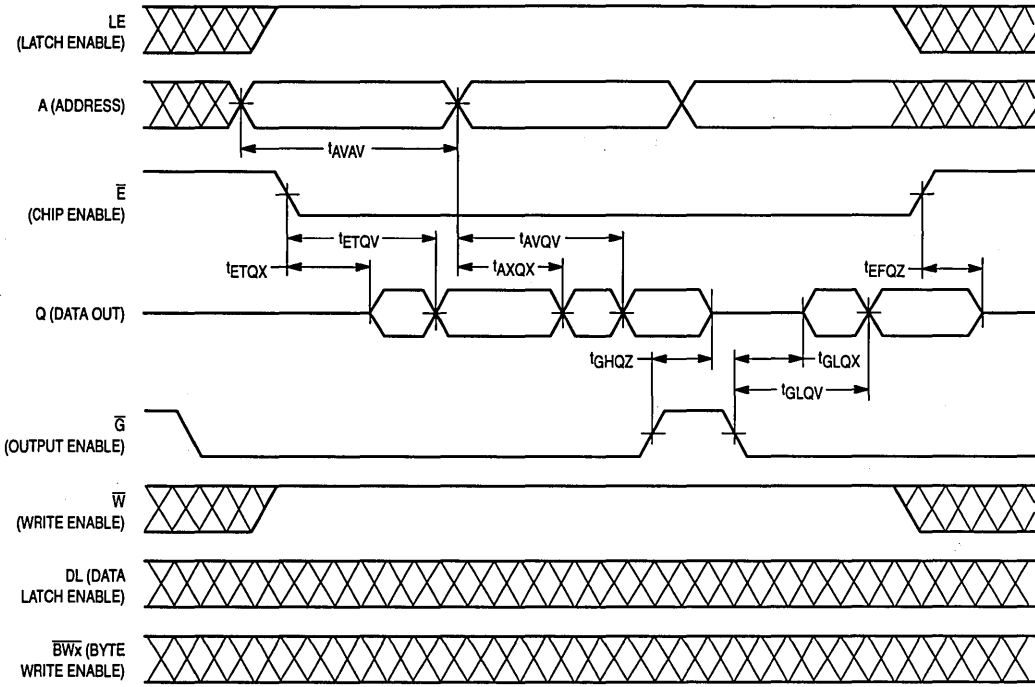 LE
(LATCH ENABLE)
A (ADDRESS)
tAVAV
E̅
(CHIP ENABLE)
tETQV
tAVQV
tETQX
tAXQX
tEFQZ
Q (DATA OUT)
tGHQZ
tGLQX
tGLQV
G̅
(OUTPUT ENABLE)
W̅
(WRITE ENABLE)
DL (DATA
LATCH ENABLE)
B̅W̅x̅ (BYTE
WRITE ENABLE)